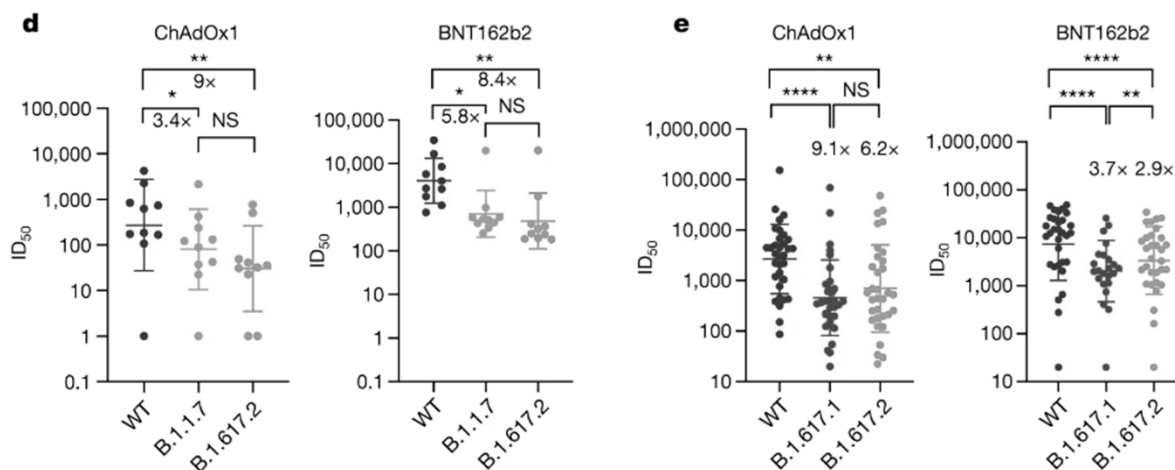 d
ChAdOx1
**
9×
*
3.4×
NS
100,000
10,000
1,000
100
10
1
0.1
ID50
WT
B.1.1.7
B.1.617.2
BNT162b2
**
8.4×
*
5.8×
NS
100,000
10,000
1,000
100
10
1
0.1
ID50
WT
B.1.1.7
B.1.617.2
e
ChAdOx1
**
**** NS
9.1× 6.2×
1,000,000
100,000
10,000
1,000
100
10
ID50
WT
B.1.617.1
B.1.617.2
BNT162b2
****
**** **
3.7× 2.9×
1,000,000
100,000
10,000
1,000
100
10
ID50
WT
B.1.617.1
B.1.617.2